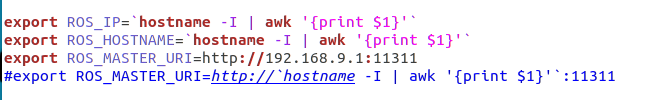 export ROS_IP=`hostname -I | awk '{print $1}'`
export ROS_HOSTNAME=`hostname -I | awk '{print $1}'`
export ROS_MASTER_URI=http://192.168.9.1:11311
#export ROS_MASTER_URI=http://`hostname -I | awk '{print $1}'`:11311